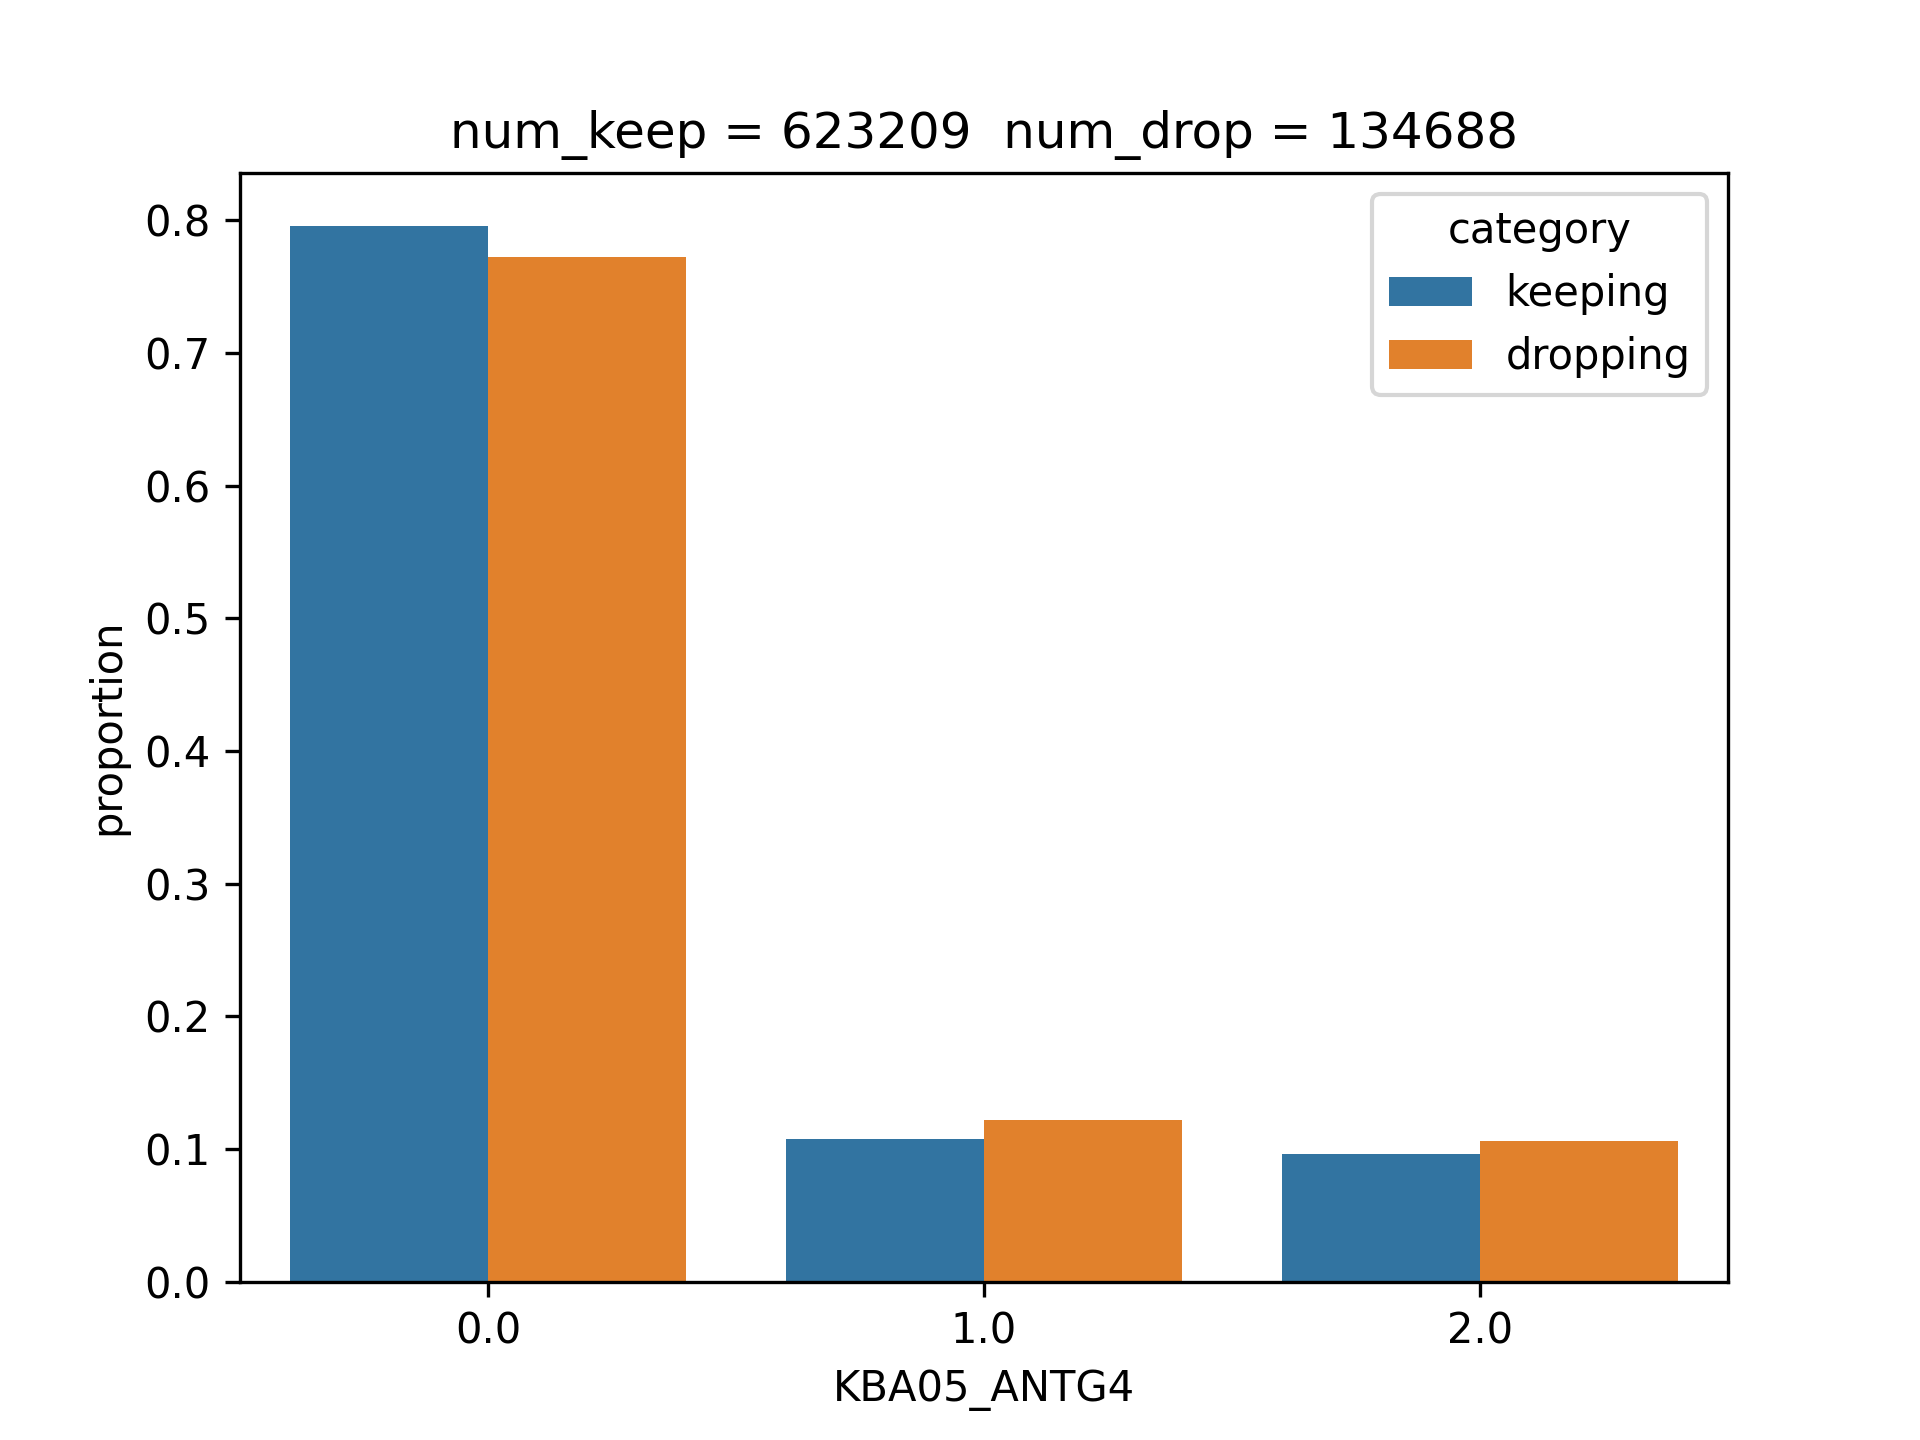 num_keep = 623209  num_drop = 134688
category
keeping
dropping
0.8
0.7
0.6
0.5
0.4
0.3
0.2
0.1
0.0
proportion
0.0 1.0 2.0
KBA05_ANTG4